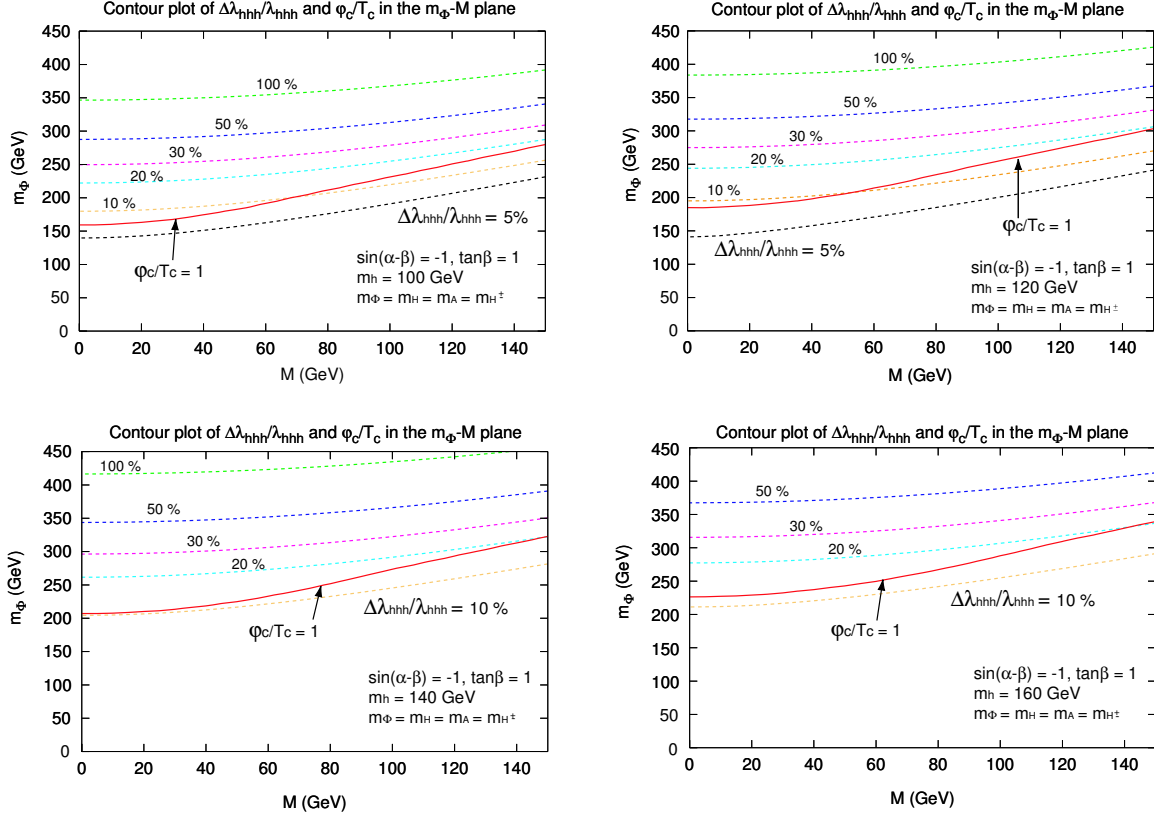 Contour plot of Δλhhh/λhhh and φc/Tc in the mΦ-M plane
mΦ (GeV)
450
400
350
300
250
200
150
100
50
0
100 %
50 %
30 %
20 %
10 %
Δλhhh/λhhh = 5%
φc/Tc = 1
sin(α-β) = -1, tanβ = 1
mh = 100 GeV
mΦ = mH = mA = mH±
0 20 40 60 80 100 120 140
M (GeV)
Contour plot of Δλhhh/λhhh and φc/Tc in the mΦ-M plane
mΦ (GeV)
450
400
350
300
250
200
150
100
50
0
100 %
50 %
30 %
20 %
10 %
φc/Tc = 1
Δλhhh/λhhh = 5%
sin(α-β) = -1, tanβ = 1
mh = 120 GeV
mΦ = mH = mA = mH±
0 20 40 60 80 100 120 140
M (GeV)
Contour plot of Δλhhh/λhhh and φc/Tc in the mΦ-M plane
mΦ (GeV)
450
400
350
300
250
200
150
100
50
0
100 %
50 %
30 %
20 %
Δλhhh/λhhh = 10 %
φc/Tc = 1
sin(α-β) = -1, tanβ = 1
mh = 140 GeV
mΦ = mH = mA = mH±
0 20 40 60 80 100 120 140
M (GeV)
Contour plot of Δλhhh/λhhh and φc/Tc in the mΦ-M plane
mΦ (GeV)
450
400
350
300
250
200
150
100
50
0
50 %
30 %
20 %
Δλhhh/λhhh = 10 %
φc/Tc = 1
sin(α-β) = -1, tanβ = 1
mh = 160 GeV
mΦ = mH = mA = mH±
0 20 40 60 80 100 120 140
M (GeV)